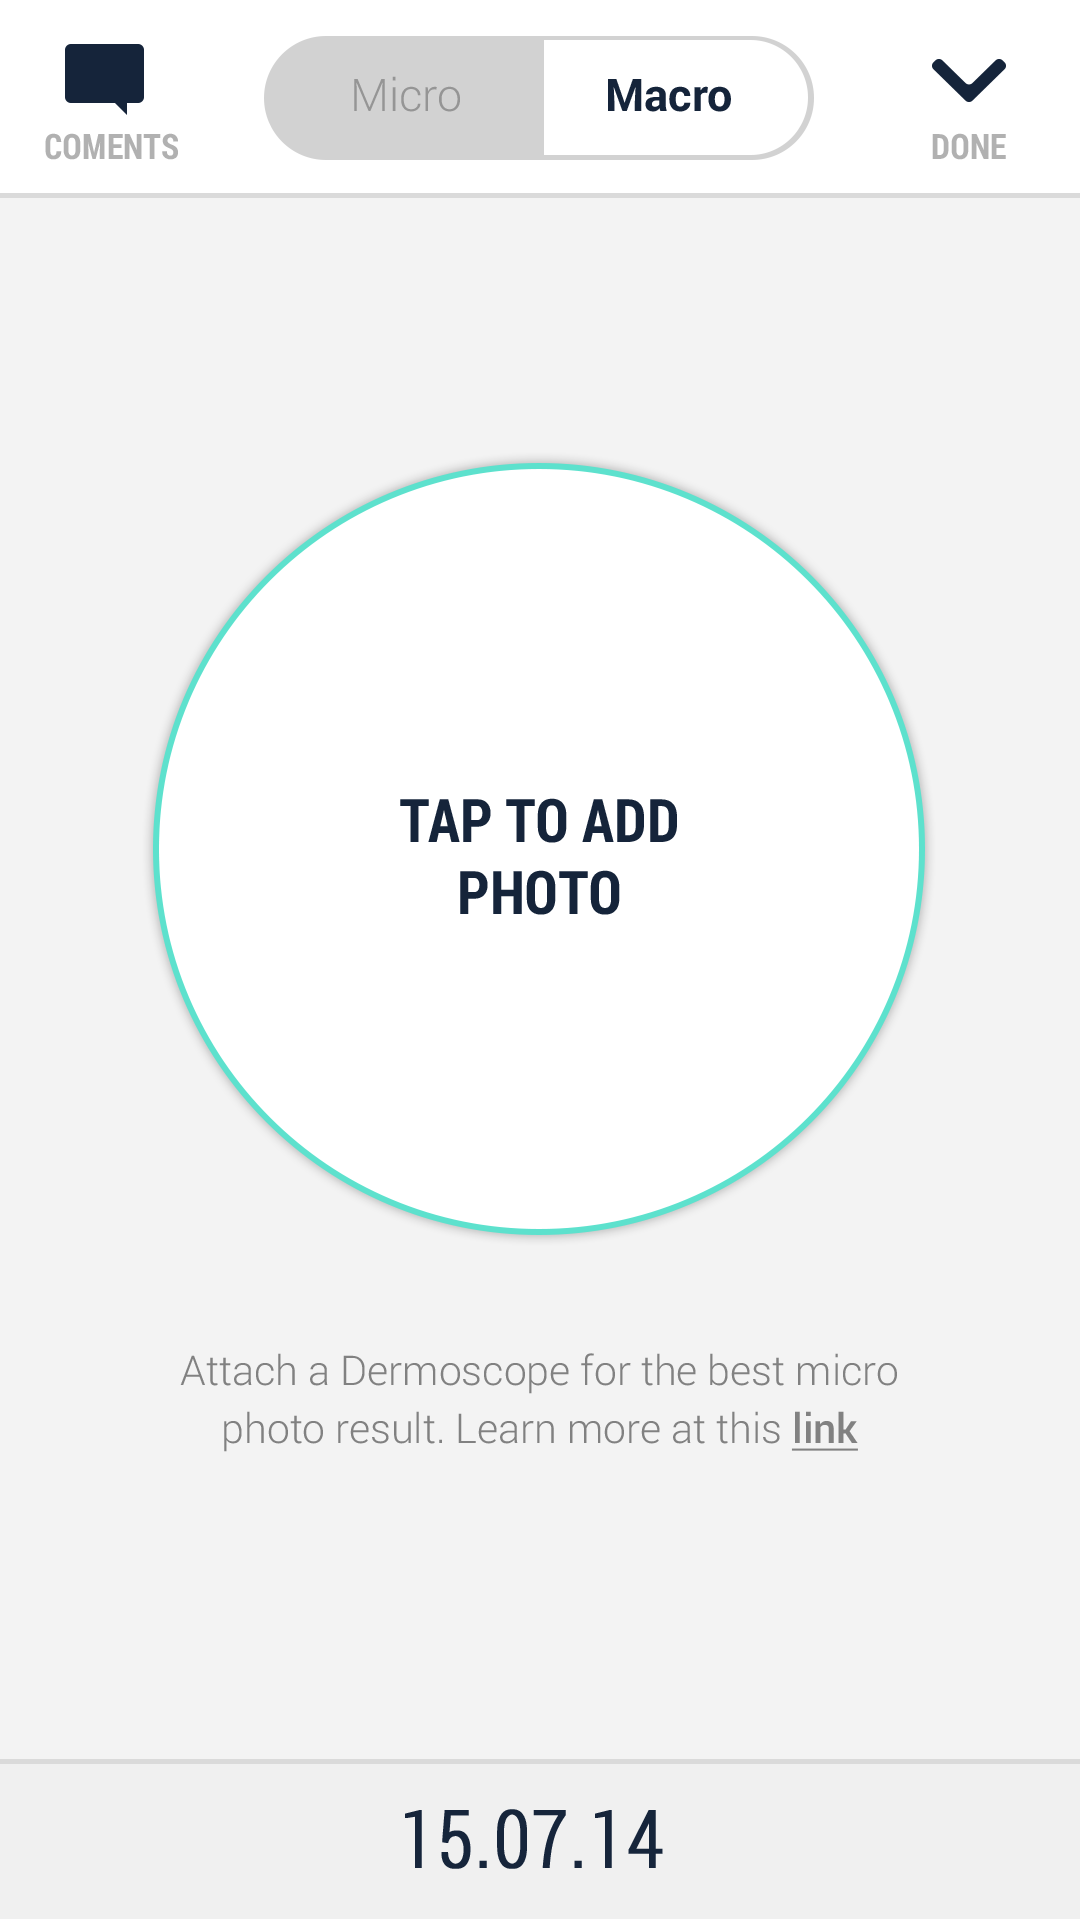 Micro
Macro
COMENTS
DONE
TAP TO ADD
PHOTO
Attach a Dermoscope for the best micro
photo result. Learn more at this link
15.07.14